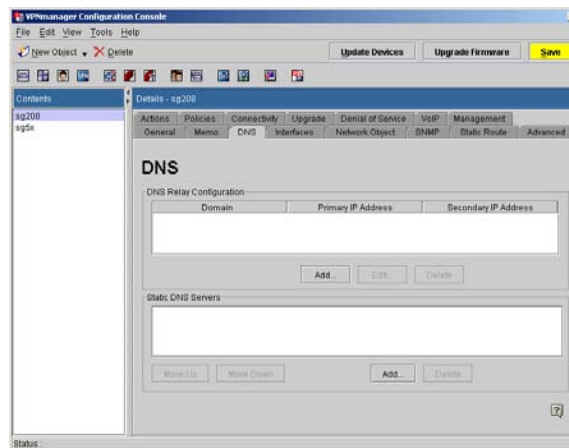 VPNmanager Configuration Console
File Edit View Tools Help
New Object Delete Update Devices Upgrade Firmware Save
Contents
Details - sg208
sg208
sg5x
Actions Policies Connectivity Upgrade Denial of Service VoIP Management
General Memo DNS Interfaces Network Object SNMP Static Route Advanced
DNS
DNS Relay Configuration
Domain Primary IP Address Secondary IP Address
Add... Edit... Delete
Static DNS Servers
Move Up Move Down Add... Delete
?
Status :